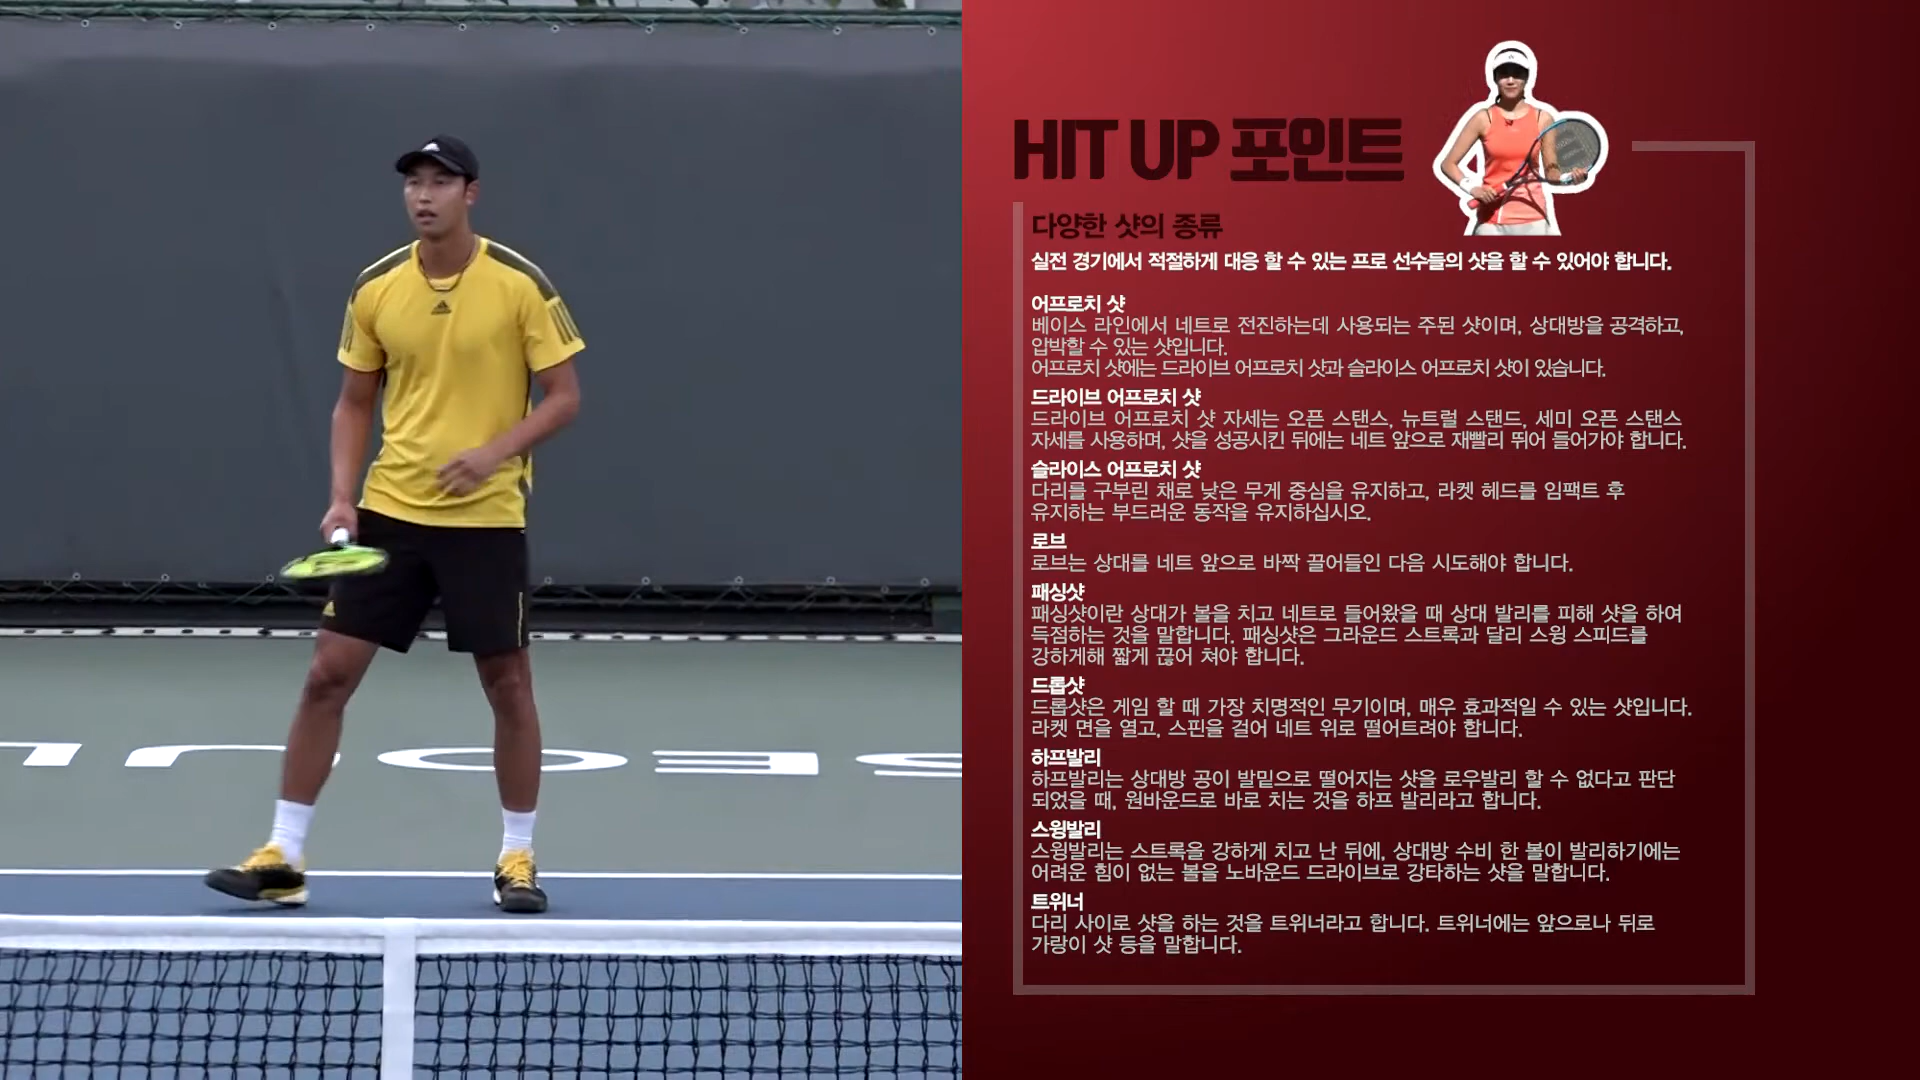 HIT UP 포인트
다양한 샷의 종류
실전 경기에서 적절하게 대응 할 수 있는 프로 선수들의 샷을 할 수 있어야 합니다.
어프로치 샷
베이스 라인에서 네트로 전진하는데 사용되는 주된 샷이며, 상대방을 공격하고,
압박할 수 있는 샷입니다.
어프로치 샷에는 드라이브 어프로치 샷과 슬라이스 어프로치 샷이 있습니다.
드라이브 어프로치 샷
드라이브 어프로치 샷 자세는 오픈 스탠스, 뉴트럴 스탠드, 세미 오픈 스탠스
자세를 사용하며, 샷을 성공시킨 뒤에는 네트 앞으로 재빨리 뛰어 들어가야 합니다.
슬라이스 어프로치 샷
다리를 구부린 채로 낮은 무게 중심을 유지하고, 라켓 헤드를 임팩트 후
유지하는 부드러운 동작을 유지하십시오.
로브
로브는 상대를 네트 앞으로 바짝 끌어들인 다음 시도해야 합니다.
패싱샷
패싱샷이란 상대가 볼을 치고 네트로 들어왔을 때 상대 발리를 피해 샷을 하여
득점하는 것을 말합니다. 패싱샷은 그라운드 스트록과 달리 스윙 스피드를
강하게해 짧게 끊어 쳐야 합니다.
드롭샷
드롭샷은 게임 할 때 가장 치명적인 무기이며, 매우 효과적일 수 있는 샷입니다.
라켓 면을 열고, 스핀을 걸어 네트 위로 떨어트려야 합니다.
하프발리
하프발리는 상대방 공이 발밑으로 떨어지는 샷을 로우발리 할 수 없다고 판단
되었을 때, 원바운드로 바로 치는 것을 하프 발리라고 합니다.
스윙발리
스윙발리는 스트록을 강하게 치고 난 뒤에, 상대방 수비 한 볼이 발리하기에는
어려운 힘이 없는 볼을 노바운드 드라이브로 강타하는 샷을 말합니다.
트위너
다리 사이로 샷을 하는 것을 트위너라고 합니다. 트위너에는 앞으로나 뒤로
가랑이 샷 등을 말합니다.
SEOU